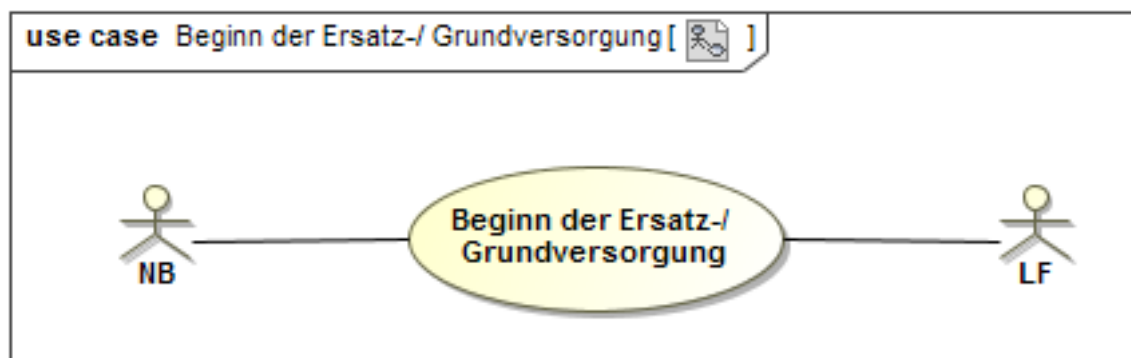 use case Beginn der Ersatz-/ Grundversorgung [ ]
Beginn der Ersatz-/
Grundversorgung
NB
LF